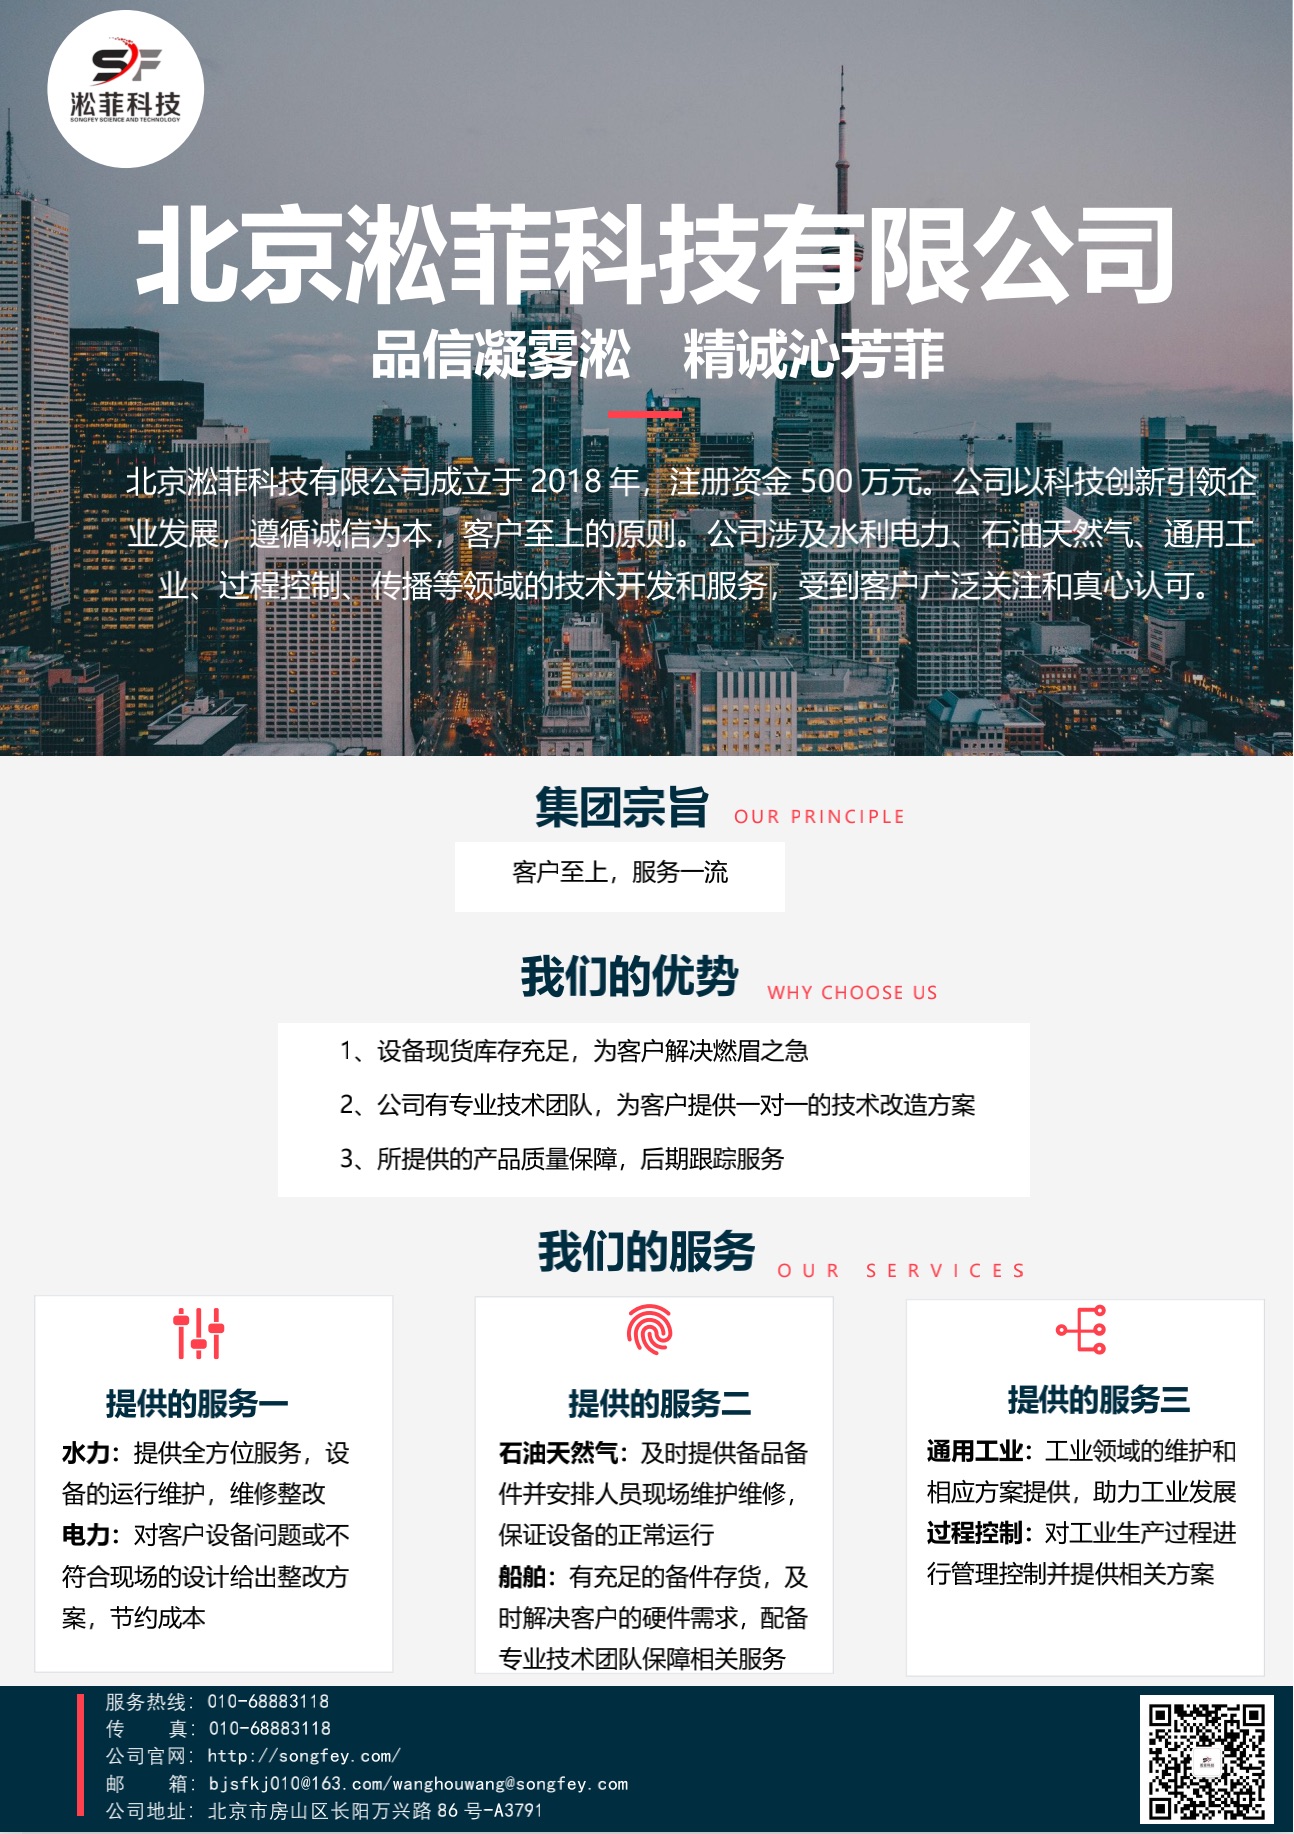 SF
淞菲科技
SONGFEY SCIENCE AND TECHNOLOGY
北京淞菲科技有限公司
品信凝雾淞 精诚沁芳菲
北京淞菲科技有限公司成立于 2018 年，注册资金 500 万元。公司以科技创新引领企
业发展，遵循诚信为本，客户至上的原则。公司涉及水利电力、石油天然气、通用工
业、过程控制、传播等领域的技术开发和服务，受到客户广泛关注和真心认可。
集团宗旨 OUR PRINCIPLE
客户至上，服务一流
我们的优势 WHY CHOOSE US
1、设备现货库存充足，为客户解决燃眉之急
2、公司有专业技术团队，为客户提供一对一的技术改造方案
3、所提供的产品质量保障，后期跟踪服务
我们的服务 OUR SERVICES
提供的服务一
水力：提供全方位服务，设
备的运行维护，维修整改
电力：对客户设备问题或不
符合现场的设计给出整改方
案，节约成本
提供的服务二
石油天然气：及时提供备品备
件并安排人员现场维护维修，
保证设备的正常运行
船舶：有充足的备件存货，及
时解决客户的硬件需求，配备
专业技术团队保障相关服务
提供的服务三
通用工业：工业领域的维护和
相应方案提供，助力工业发展
过程控制：对工业生产过程进
行管理控制并提供相关方案
服务热线：010-68883118
传 真：010-68883118
公司官网：http://songfey.com/
邮 箱：bjsfkj010@163.com/wanghouwang@songfey.com
公司地址：北京市房山区长阳万兴路 86 号-A3791